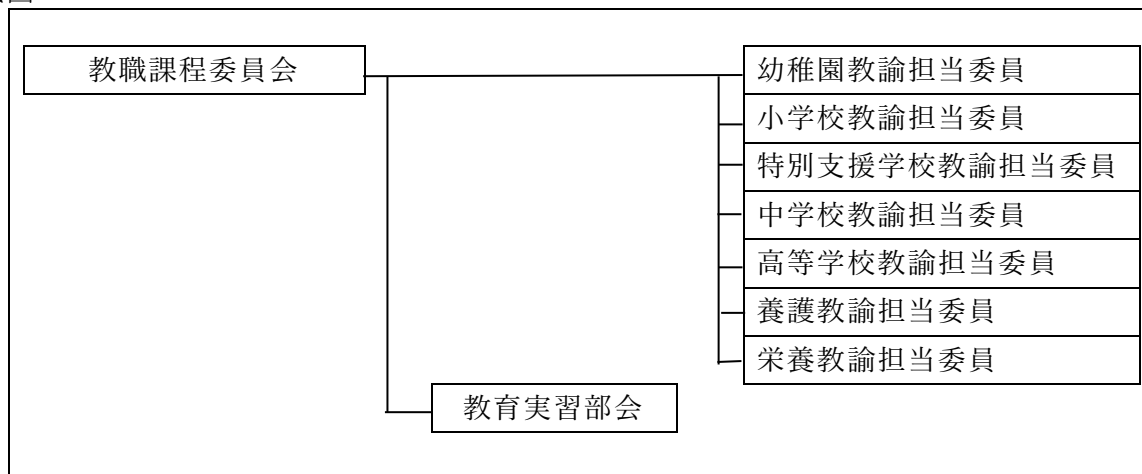 教職課程委員会
幼稚園教諭担当委員
小学校教諭担当委員
特別支援学校教諭担当委員
中学校教諭担当委員
高等学校教諭担当委員
養護教諭担当委員
栄養教諭担当委員
教育実習部会